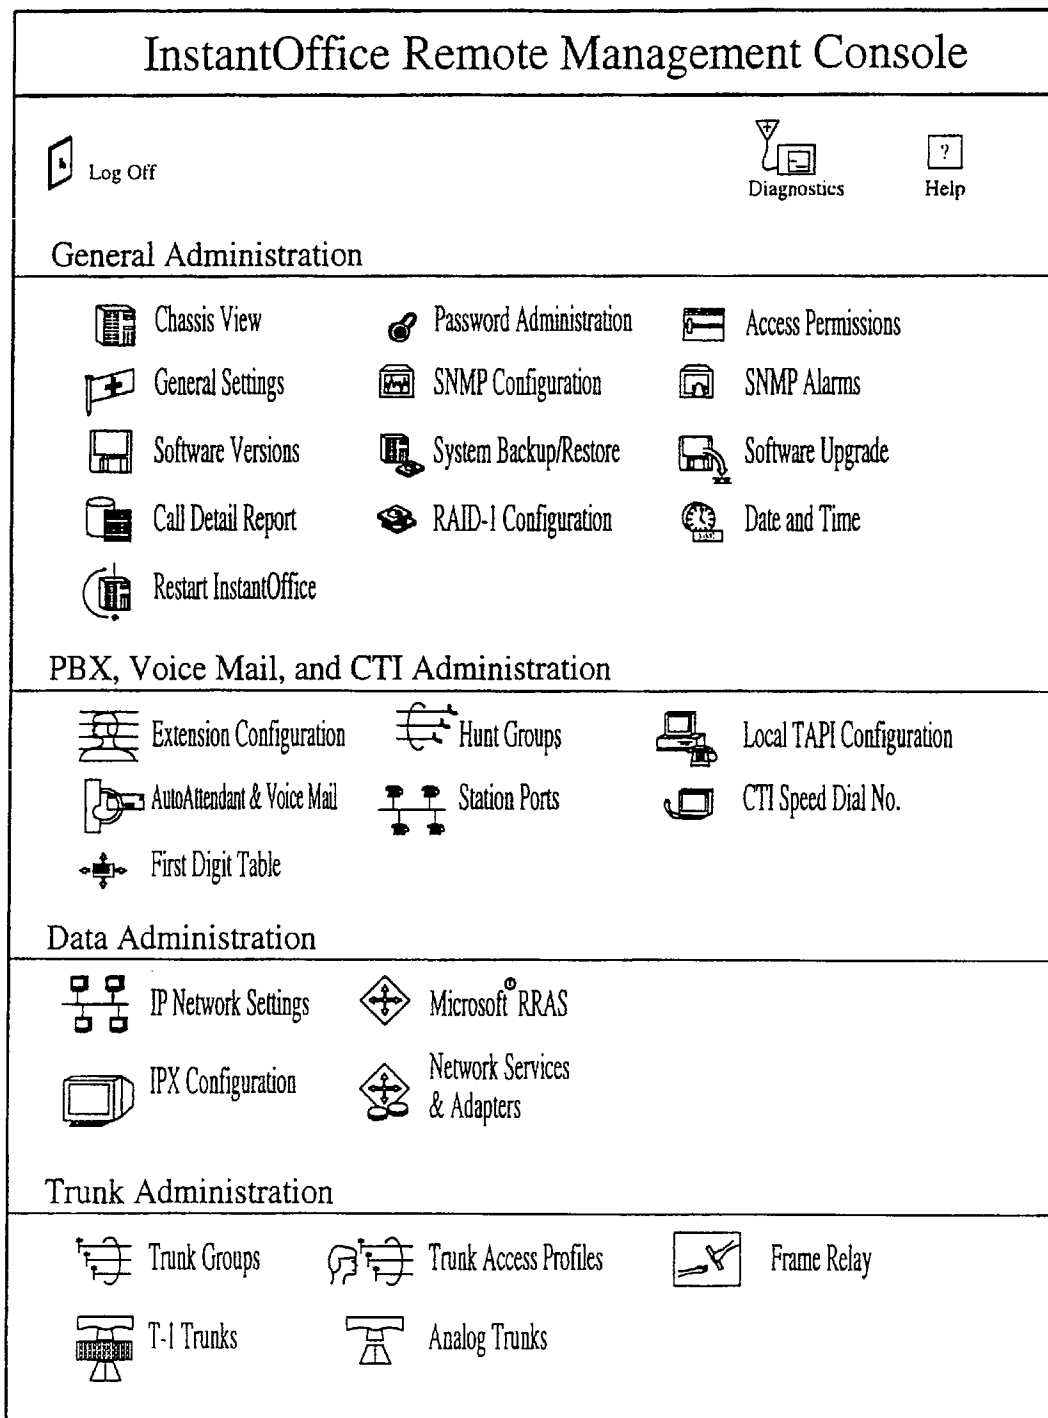 InstantOffice Remote Management Console
Log Off
Diagnostics
?
Help
General Administration
Chassis View
Password Administration
Access Permissions
General Settings
SNMP Configuration
SNMP Alarms
Software Versions
System Backup/Restore
Software Upgrade
Call Detail Report
RAID-1 Configuration
Date and Time
Restart InstantOffice
PBX, Voice Mail, and CTI Administration
Extension Configuration
Hunt Groups
Local TAPI Configuration
AutoAttendant & Voice Mail
Station Ports
CTI Speed Dial No.
First Digit Table
Data Administration
IP Network Settings
Microsoft RRAS
IPX Configuration
Network Services
& Adapters
Trunk Administration
Trunk Groups
Trunk Access Profiles
Frame Relay
T-1 Trunks
Analog Trunks